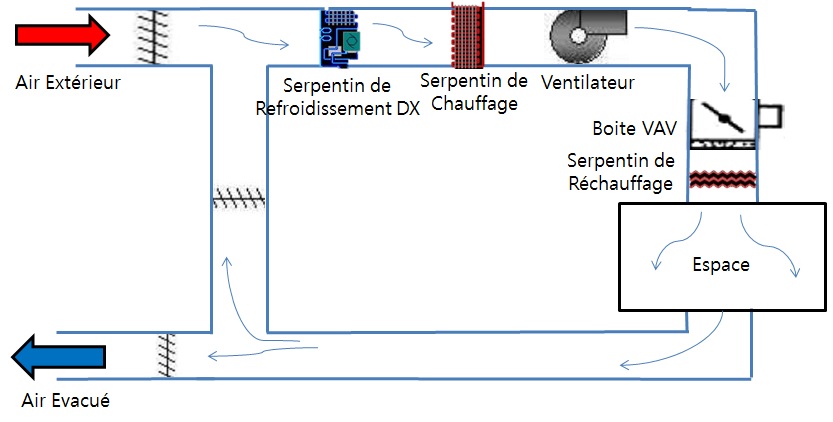 Air Extérieur
Serpentin de
Refroidissement DX
Serpentin de
Chauffage
Ventilateur
Boite VAV
Serpentin de
Réchauffage
Espace
Air Evacué